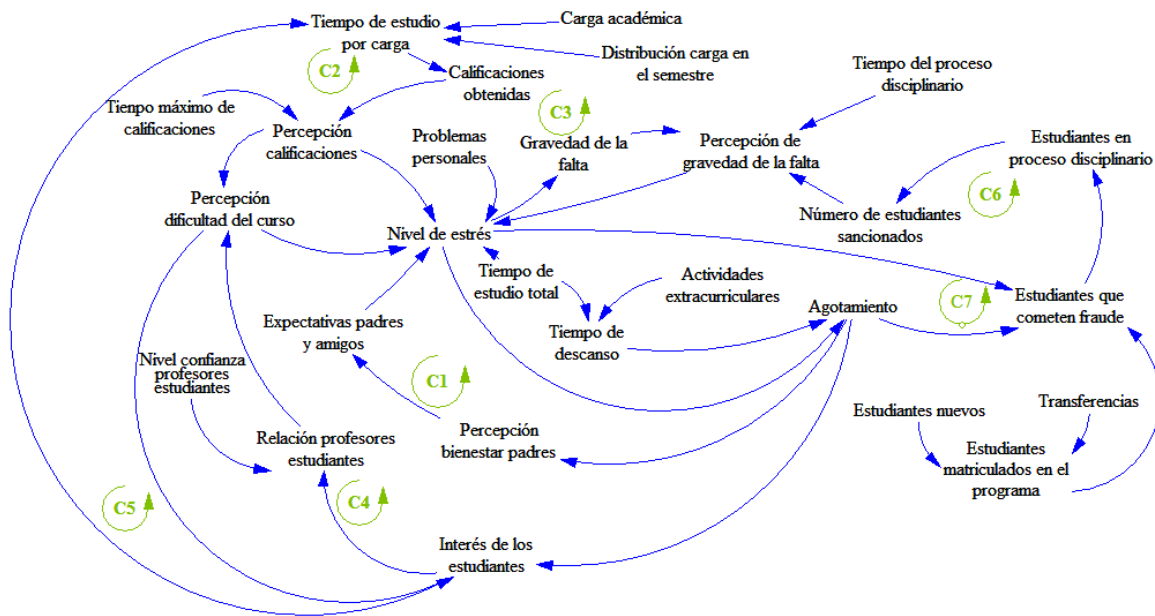 Tiempo de estudio
por carga
Carga académica
Distribución carga en
el semestre
C2
Calificaciones
obtenidas
Tiempo del proceso
disciplinario
Tienpo máximo de
calificaciones
C3
Percepción
calificaciones
Problemas
personales
Gravedad de la
falta
Percepción de
gravedad de la falta
Estudiantes en
proceso disciplinario
C6
Percepción
dificultad del curso
Número de estudiantes
sancionados
Nivel de estrés
Tiempo de
estudio total
Actividades
extracurriculares
C7
Agotamiento
Estudiantes que
cometen fraude
Expectativas padres
y amigos
Tiempo de
descanso
Nivel confianza
profesores
estudiantes
C1
Estudiantes nuevos
Transferencias
Percepción
bienestar padres
Relación profesores
estudiantes
Estudiantes
matriculados en el
programa
C5
C4
Interés de los
estudiantes